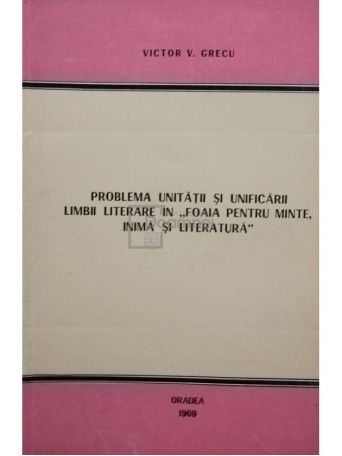 VICTOR V. GRECU
PROBLEMA UNITĂȚII ȘI UNIFICĂRII
LIMBII LITERARE ÎN „FOAIA PENTRU MINTE,
INIMĂ ȘI LITERATURĂ”
ORADEA
1969